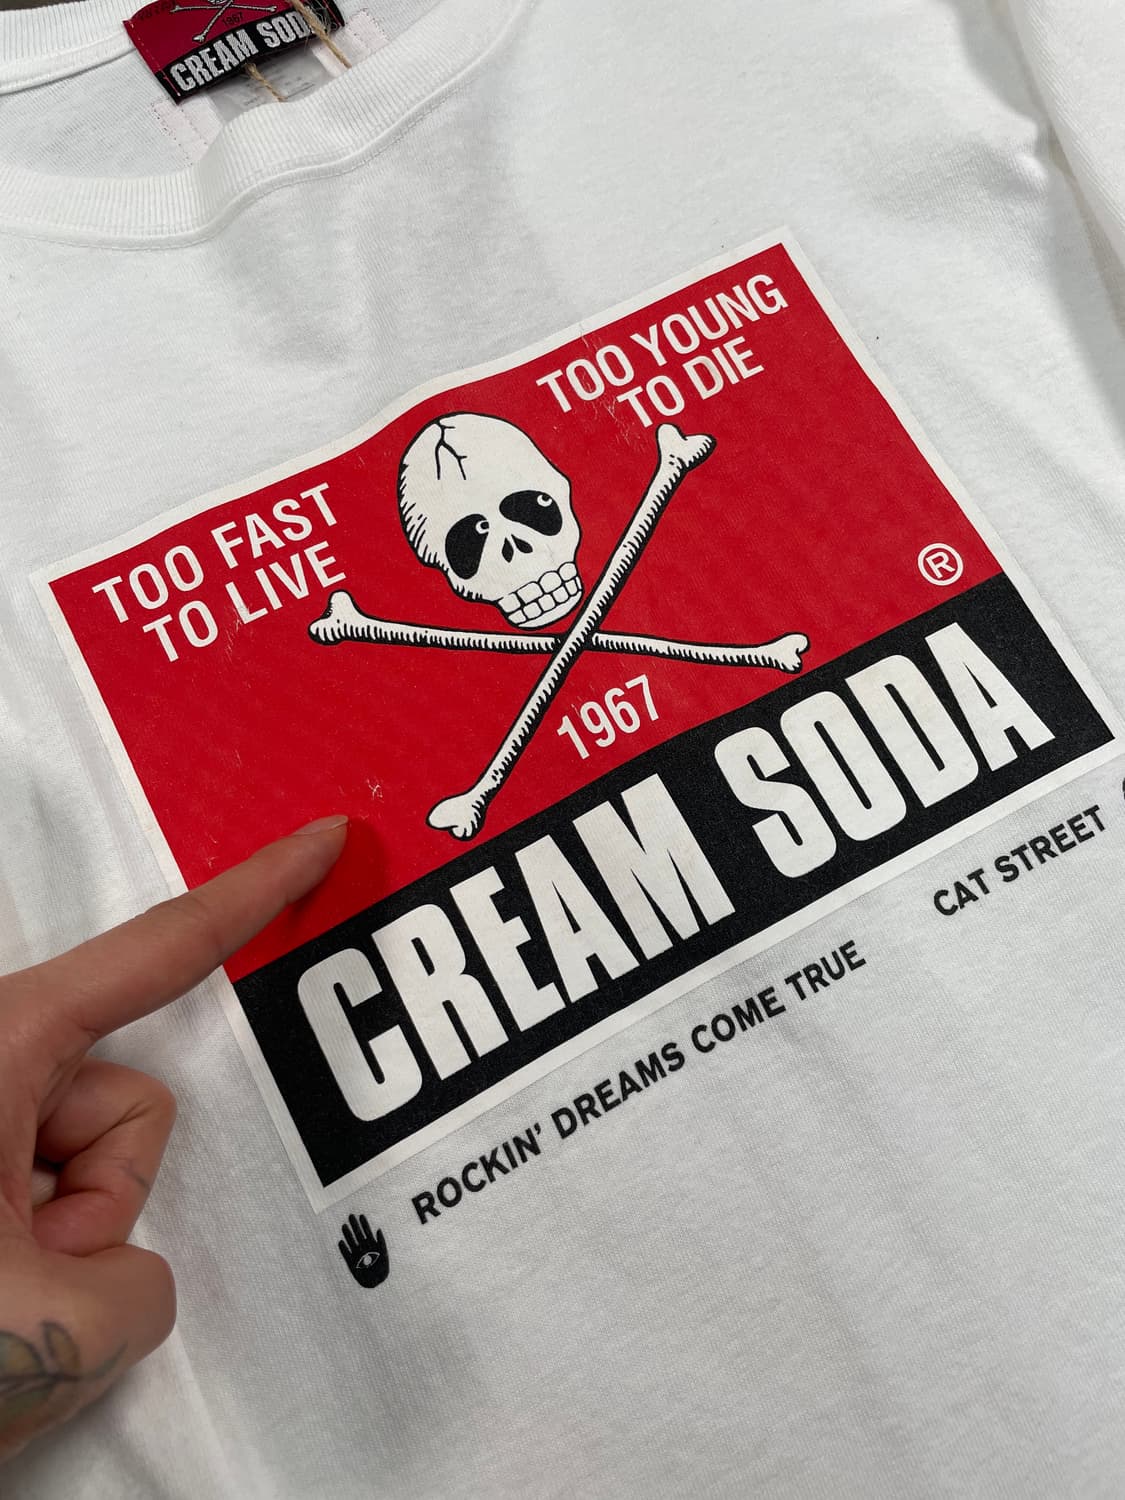 1967
CREAM SODA
TOO FAST
TO LIVE
TOO YOUNG
TO DIE
®
1967
CREAM SODA
ROCKIN' DREAMS COME TRUE
CAT STREET